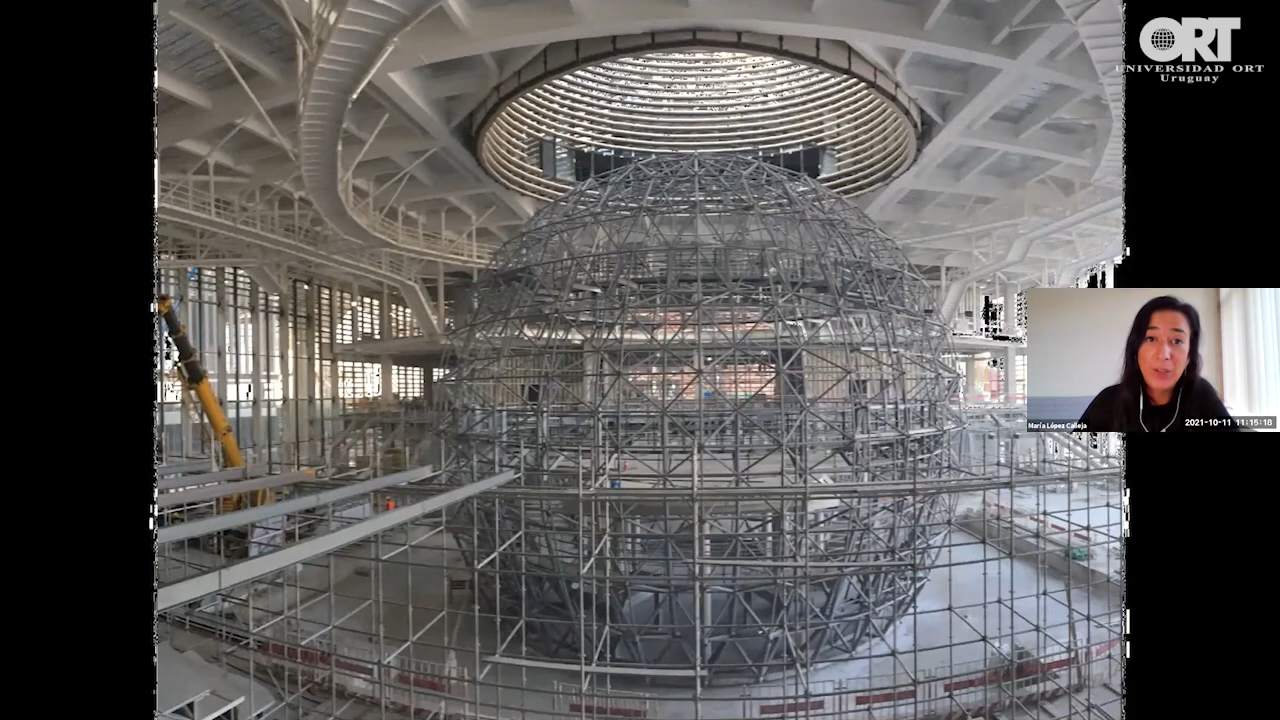 ORT
UNIVERSIDAD ORT
Uruguay
María López Calleja
2021-10-11 11:15:18